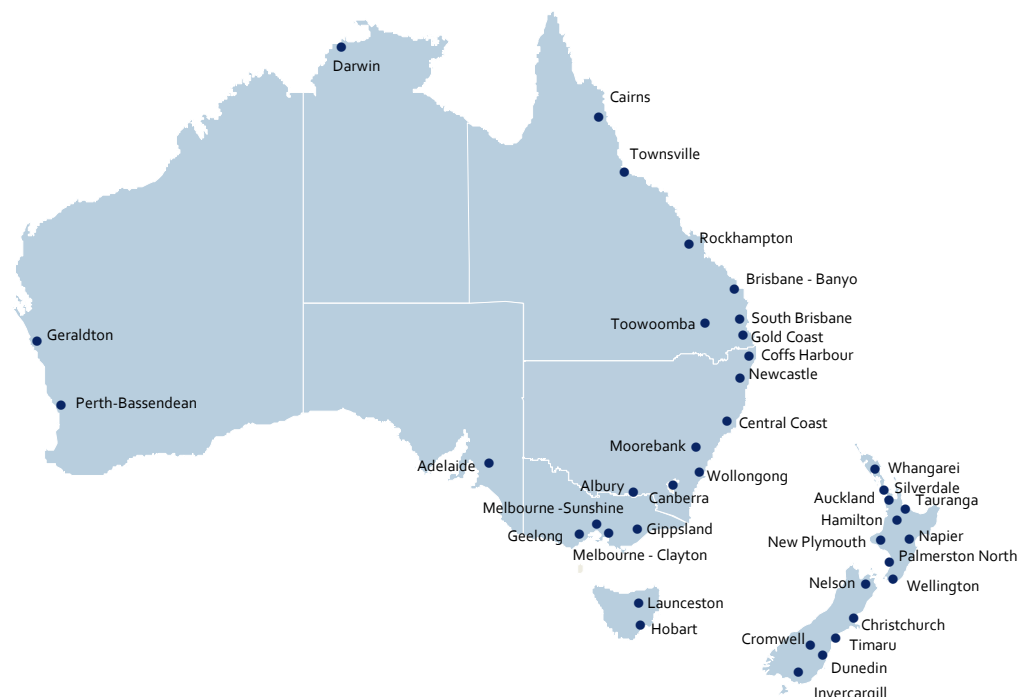 Darwin
Cairns
Townsville
Rockhampton
Brisbane - Banyo
South Brisbane
Toowoomba
Gold Coast
Geraldton
Coffs Harbour
Newcastle
Perth-Bassendean
Central Coast
Moorebank
Adelaide
Wollongong
Albury
Canberra
Melbourne -Sunshine
Gippsland
Geelong
Melbourne - Clayton
Launceston
Hobart
Whangarei
Silverdale
Auckland
Tauranga
Hamilton
Napier
New Plymouth
Palmerston North
Nelson
Wellington
Christchurch
Cromwell
Timaru
Dunedin
Invercargill